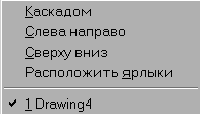 Каскадом
Слева направо
Сверху вниз
Расположить ярлыки
1 Drawing4